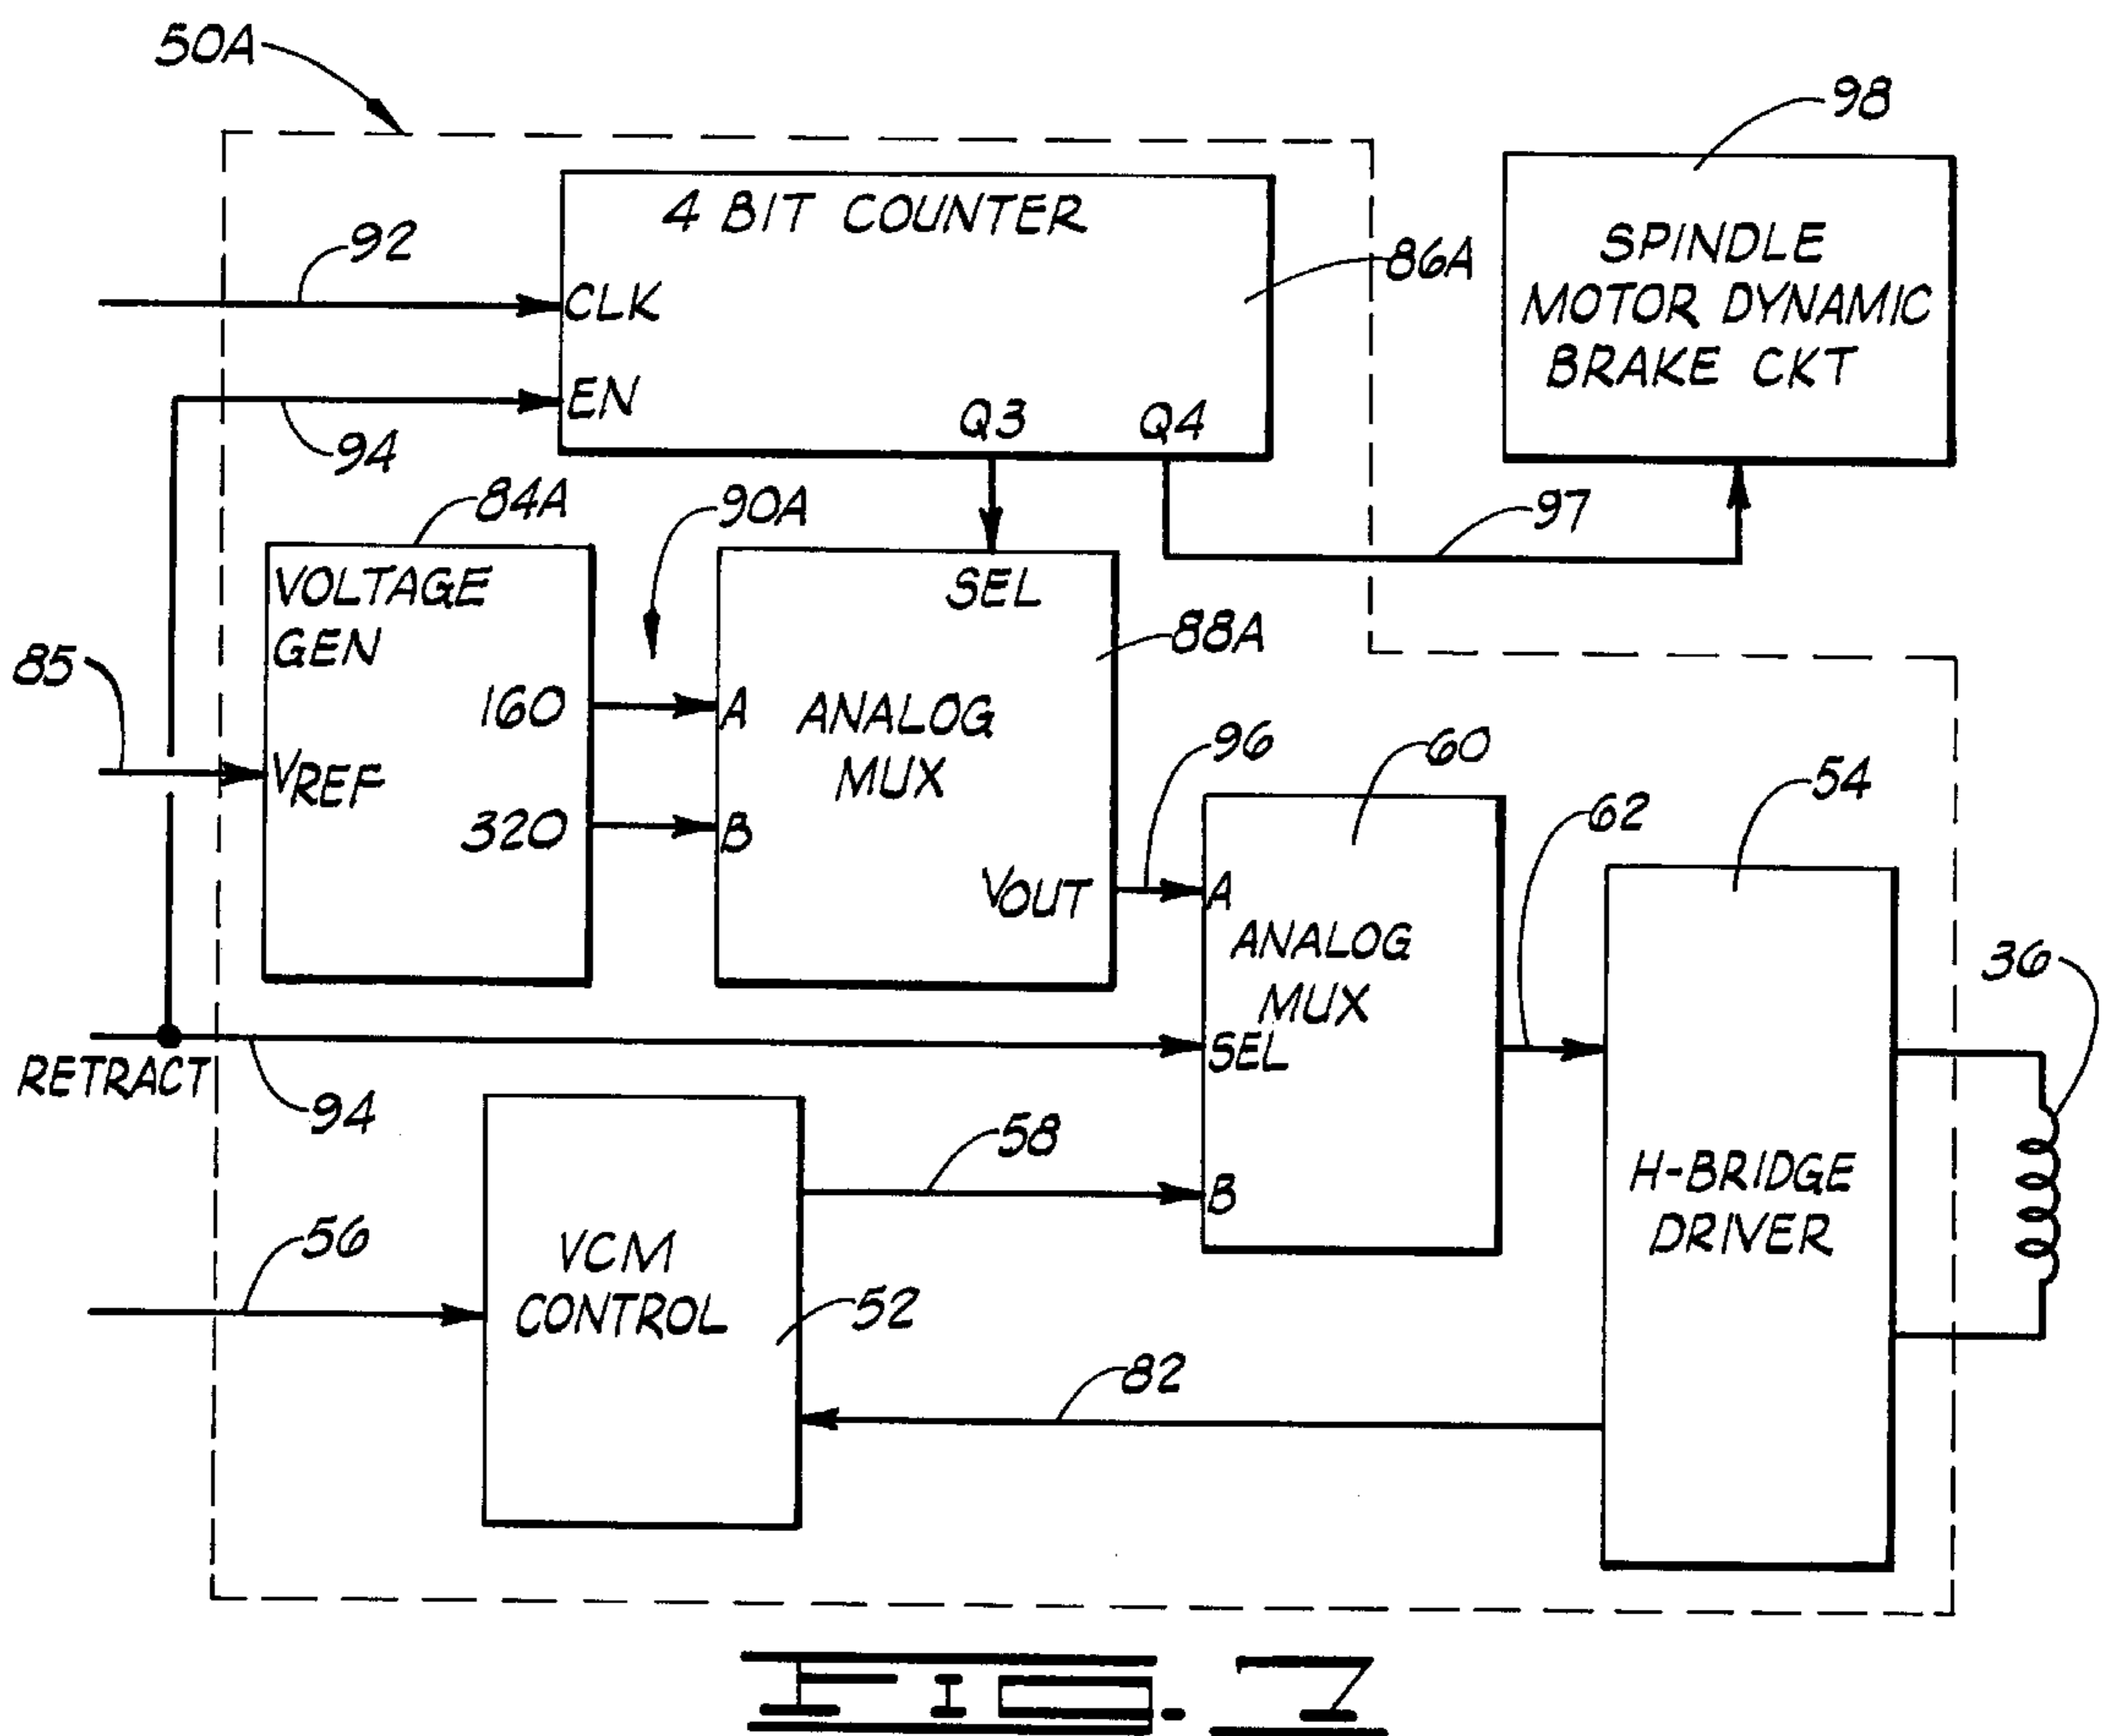 50A
98
4 BIT COUNTER
92
86A
SPINDLE
MOTOR DYNAMIC
BRAKE CKT
CLK
EN
94
Q3
Q4
84A
90A
97
VOLTAGE
GEN
SEL
88A
85
160
A
ANALOG
MUX
96
60
54
VREF
320
B
62
VOUT
A
ANALOG
MUX
36
SEL
RETRACT
94
58
B
H-BRIDGE
DRIVER
56
VCM
CONTROL
52
82
FIG. 7